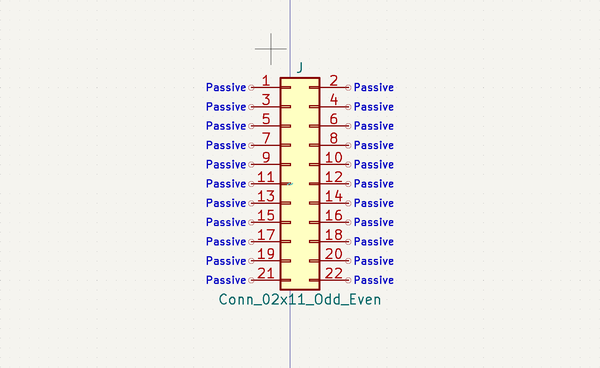 J
Passive 1 2 Passive
Passive 3 4 Passive
Passive 5 6 Passive
Passive 7 8 Passive
Passive 9 10 Passive
Passive 11 12 Passive
Passive 13 14 Passive
Passive 15 16 Passive
Passive 17 18 Passive
Passive 19 20 Passive
Passive 21 22 Passive
Conn_02x11_Odd_Even